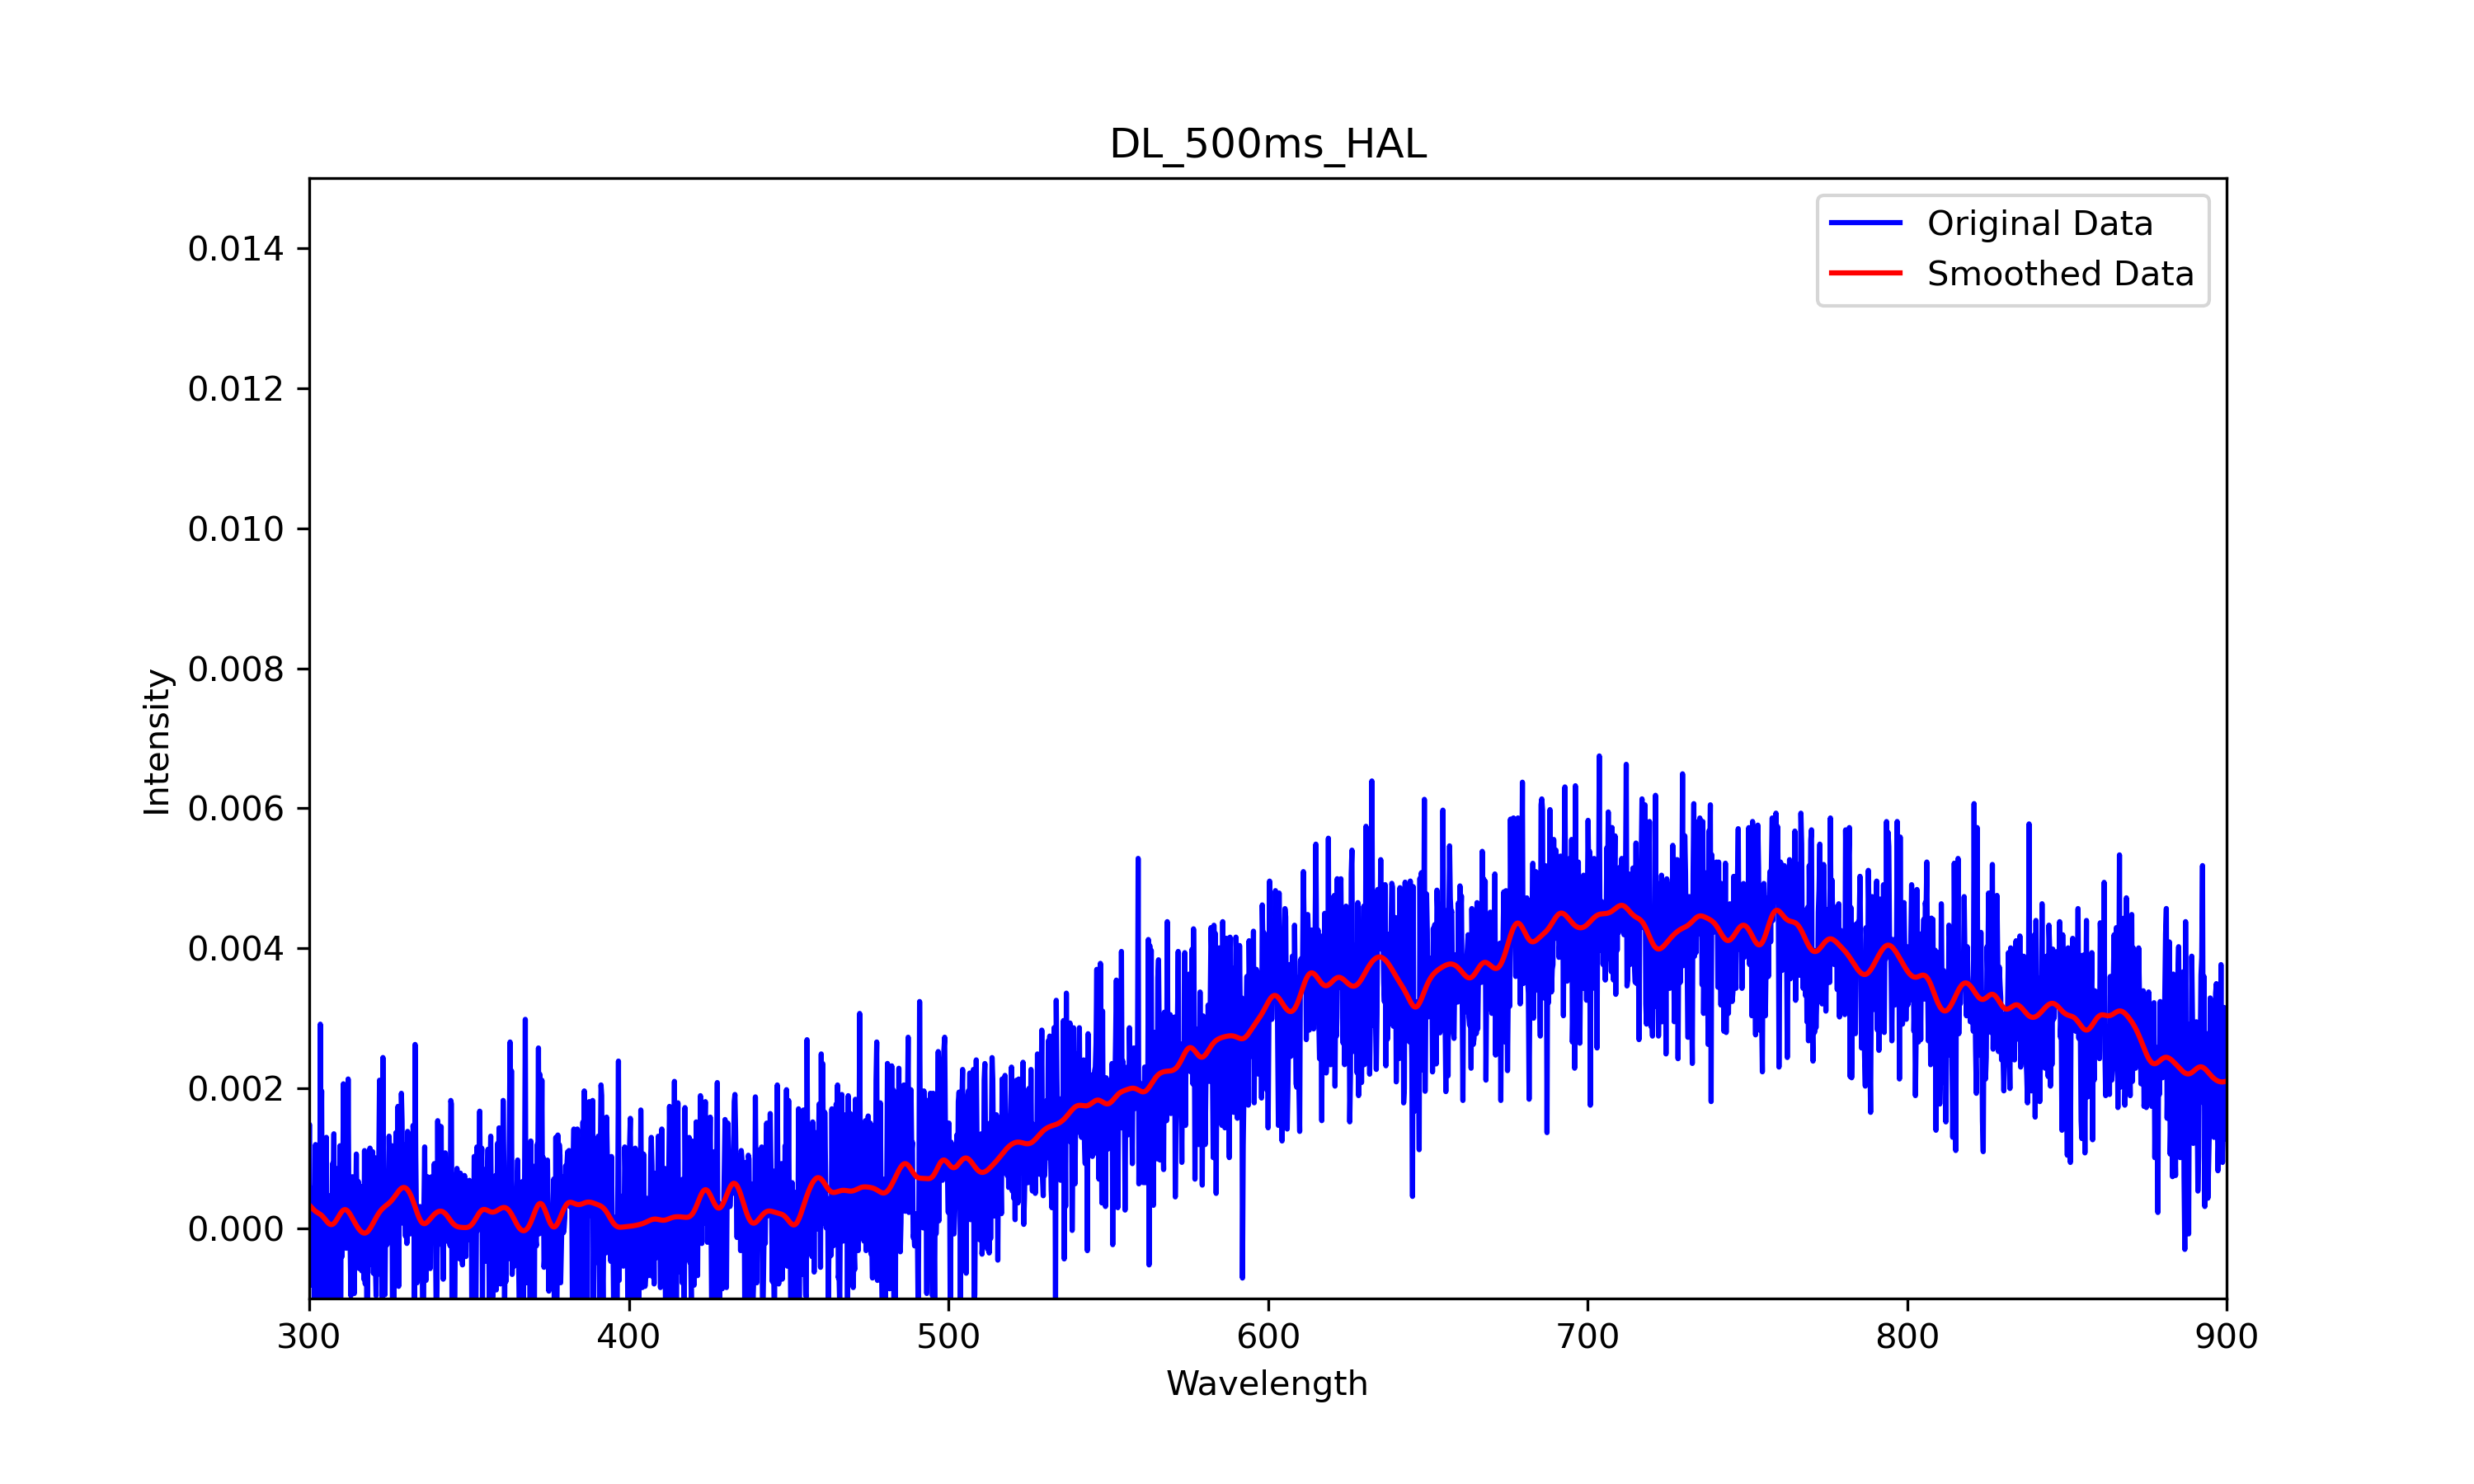 DL_500ms_HAL
Original Data
Smoothed Data
0.014
0.012
0.010
0.008
0.006
0.004
0.002
0.000
Intensity
300 400 500 600 700 800 900
Wavelength